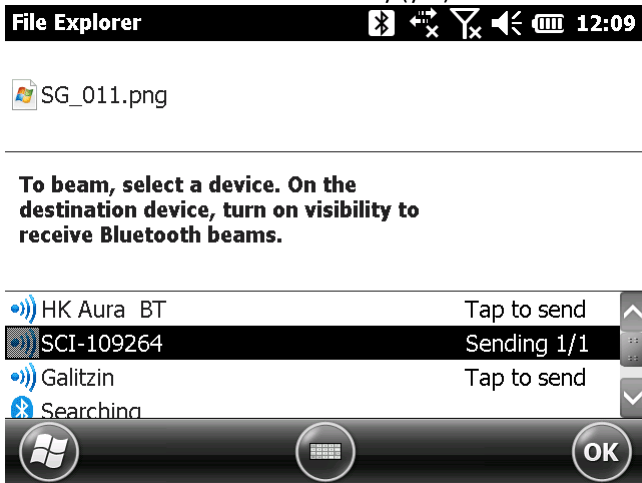 File Explorer 12:09
SG_011.png
To beam, select a device. On the
destination device, turn on visibility to
receive Bluetooth beams.
HK Aura BT Tap to send
SCI-109264 Sending 1/1
Galitzin Tap to send
Searching
OK